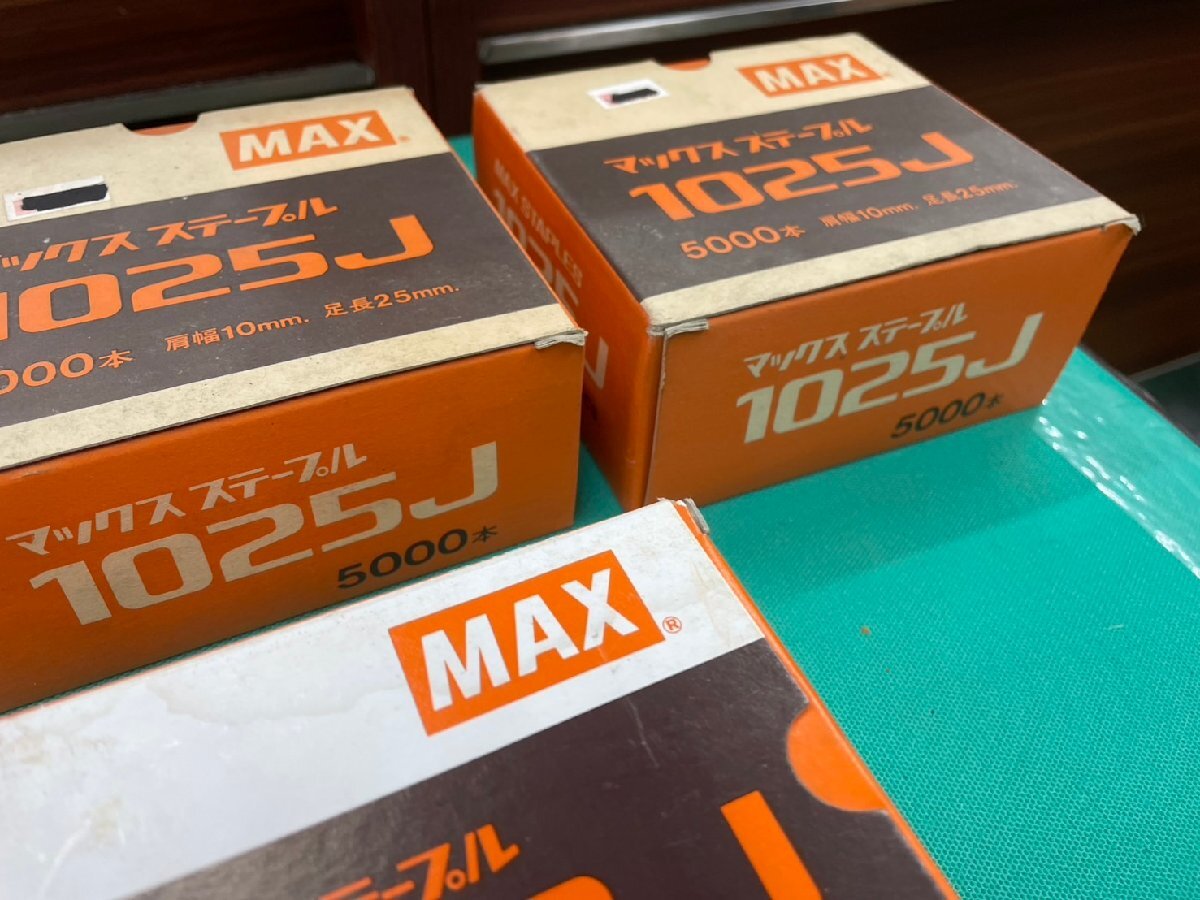 MAX
マックス ステープル
1025J
5000本 肩幅10mm. 足長25mm.
マックス ステープル
1025J
5000本
MAX
マックス ステープル
1025J
5000本 肩幅10mm. 足長25mm.
MAX STAPLES
マックス ステープル
1025J
5000本
MAX®
ステープル